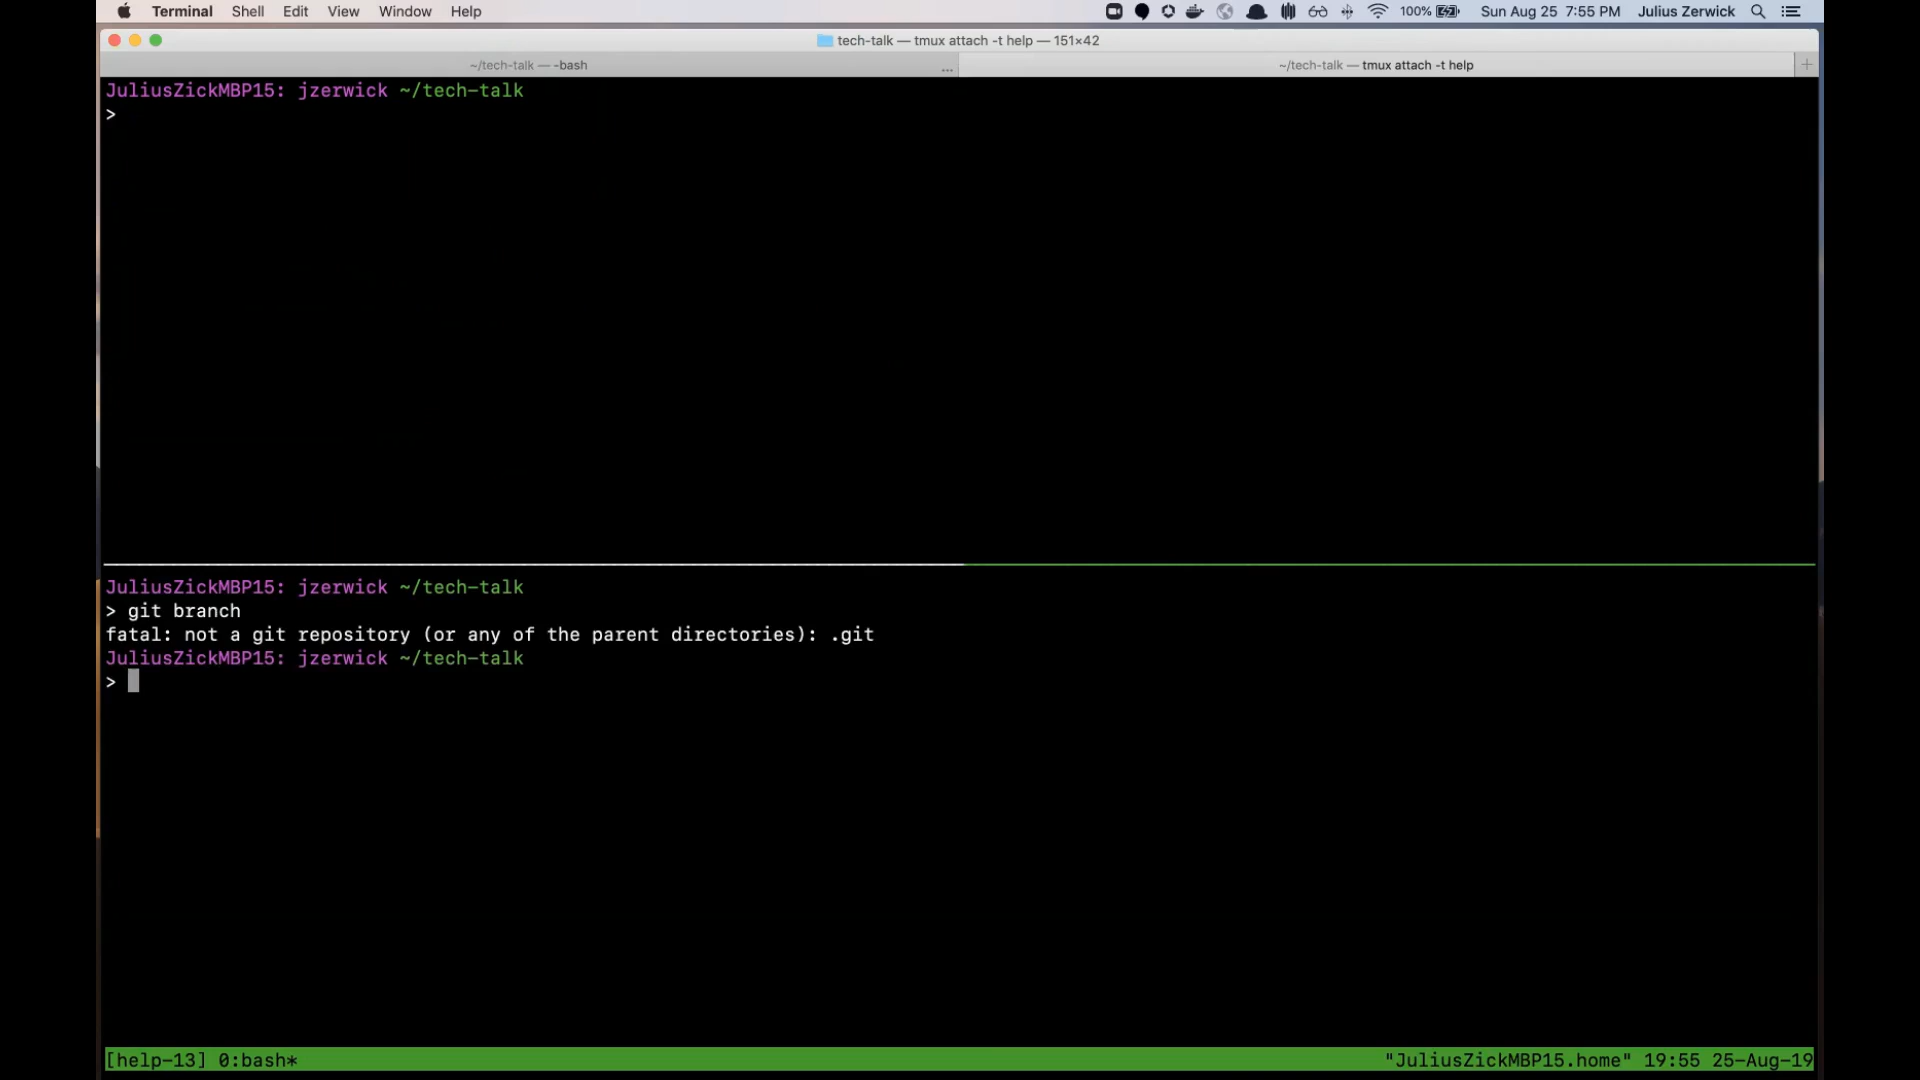 Terminal Shell Edit View Window Help 100% Sun Aug 25 7:55 PM Julius Zerwick
tech-talk — tmux attach -t help — 151×42
~/tech-talk — -bash ... ~/tech-talk — tmux attach -t help +
JuliusZickMBP15: jzerwick ~/tech-talk
>
JuliusZickMBP15: jzerwick ~/tech-talk
> git branch
fatal: not a git repository (or any of the parent directories): .git
JuliusZickMBP15: jzerwick ~/tech-talk
>
[help-13] 0:bash* "JuliusZickMBP15.home" 19:55 25-Aug-19